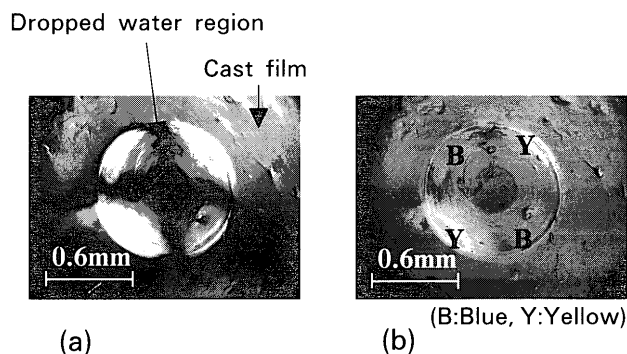 Dropped water region
Cast film
0.6mm
B
Y
Y
B
0.6mm
(B:Blue, Y:Yellow)
(a)
(b)